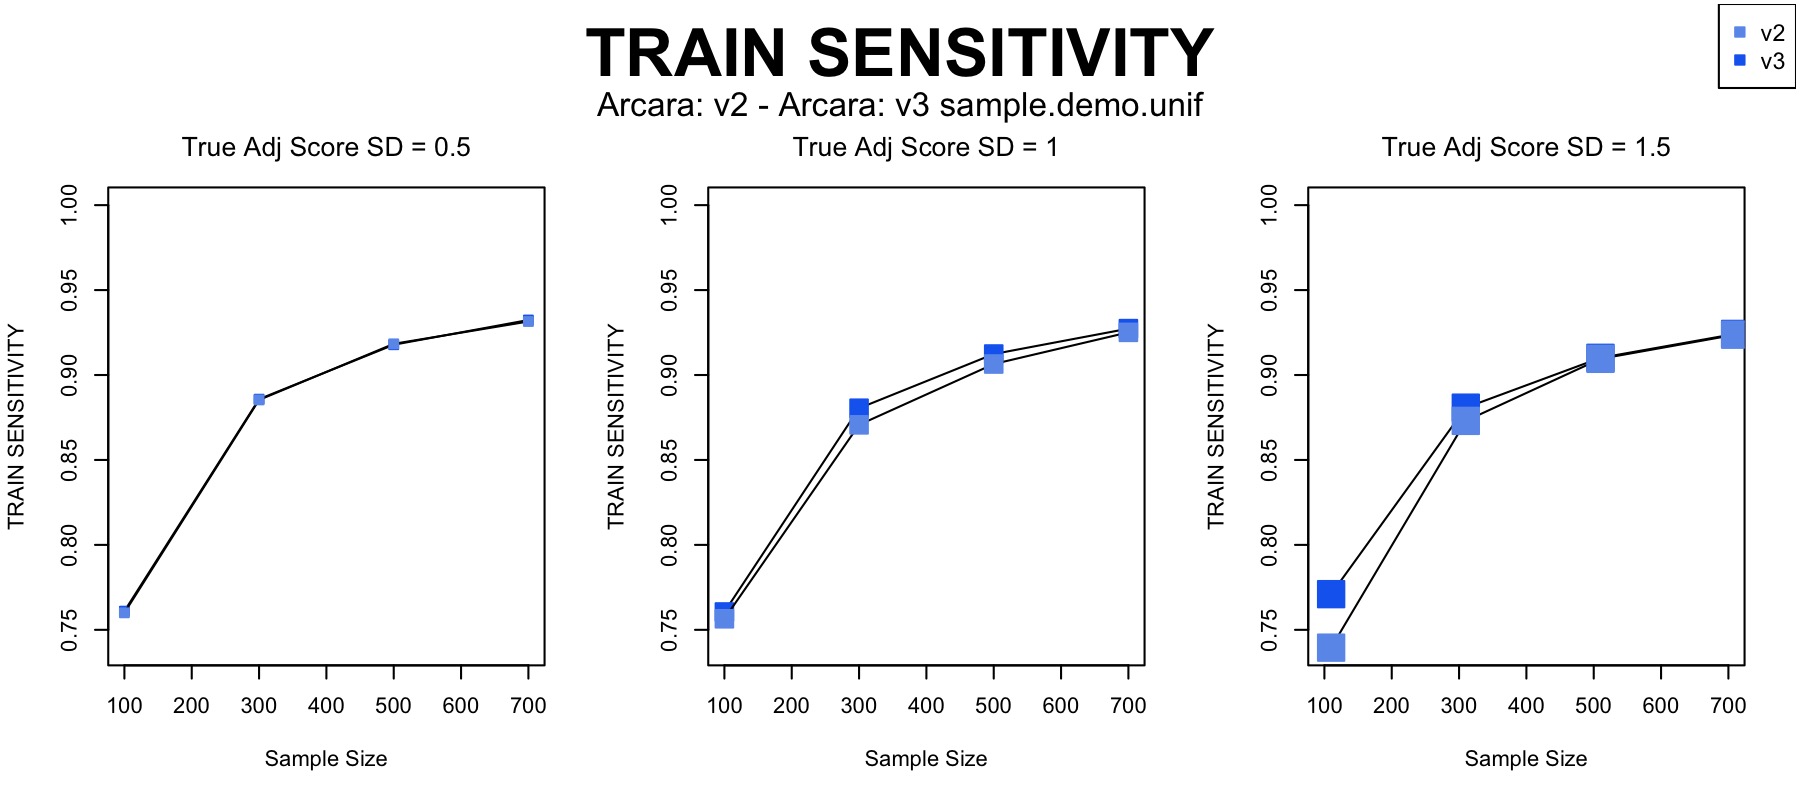 TRAIN SENSITIVITY
Arcara: v2 - Arcara: v3 sample.demo.unif
v2
v3
True Adj Score SD = 0.5
TRAIN SENSITIVITY
1.00
0.95
0.90
0.85
0.80
0.75
100 200 300 400 500 600 700
Sample Size
True Adj Score SD = 1
TRAIN SENSITIVITY
1.00
0.95
0.90
0.85
0.80
0.75
100 200 300 400 500 600 700
Sample Size
True Adj Score SD = 1.5
TRAIN SENSITIVITY
1.00
0.95
0.90
0.85
0.80
0.75
100 200 300 400 500 600 700
Sample Size